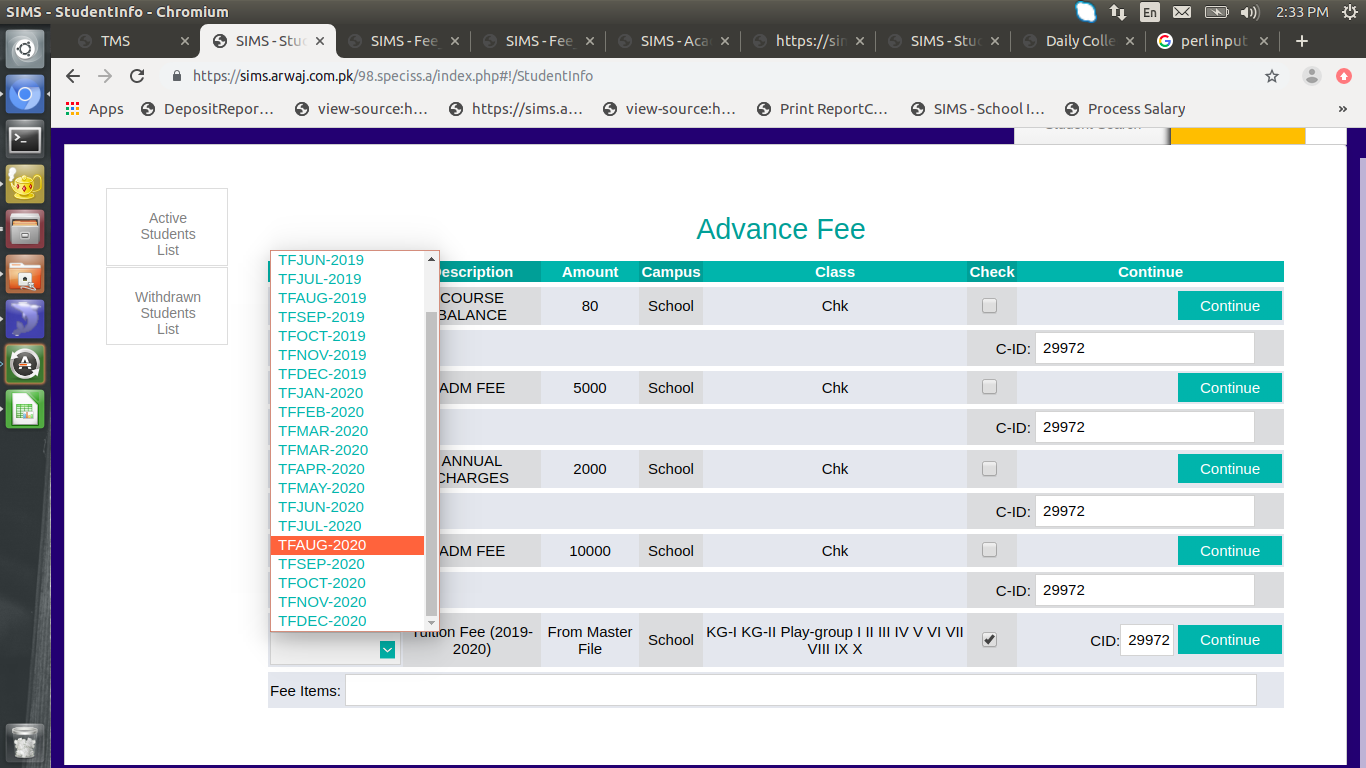 SIMS - StudentInfo - Chromium
En
2:33 PM
TMS
SIMS - Stu
SIMS - Fee_
SIMS - Fee_
SIMS - Aca
https://sim
SIMS - Stu
Daily Colle
perl input
https://sims.arwaj.com.pk/98.speciss.a/index.php#!/StudentInfo
Apps
DepositRepor...
view-source:h...
https://sims.a...
view-source:h...
Print ReportC...
SIMS - School I...
Process Salary
»
Student Search
Active
Students
List
Withdrawn
Students
List
Advance Fee
Description Amount Campus Class Check Continue
COURSE
BALANCE
80 School Chk Continue
C-ID: 29972
ADM FEE 5000 School Chk Continue
C-ID: 29972
ANNUAL
CHARGES
2000 School Chk Continue
C-ID: 29972
ADM FEE 10000 School Chk Continue
C-ID: 29972
Tuition Fee (2019-
2020)
From Master
File
School
KG-I KG-II Play-group I II III IV V VI VII
VIII IX X
CID: 29972 Continue
Fee Items:
TFJUN-2019
TFJUL-2019
TFAUG-2019
TFSEP-2019
TFOCT-2019
TFNOV-2019
TFDEC-2019
TFJAN-2020
TFFEB-2020
TFMAR-2020
TFMAR-2020
TFAPR-2020
TFMAY-2020
TFJUN-2020
TFJUL-2020
TFAUG-2020
TFSEP-2020
TFOCT-2020
TFNOV-2020
TFDEC-2020